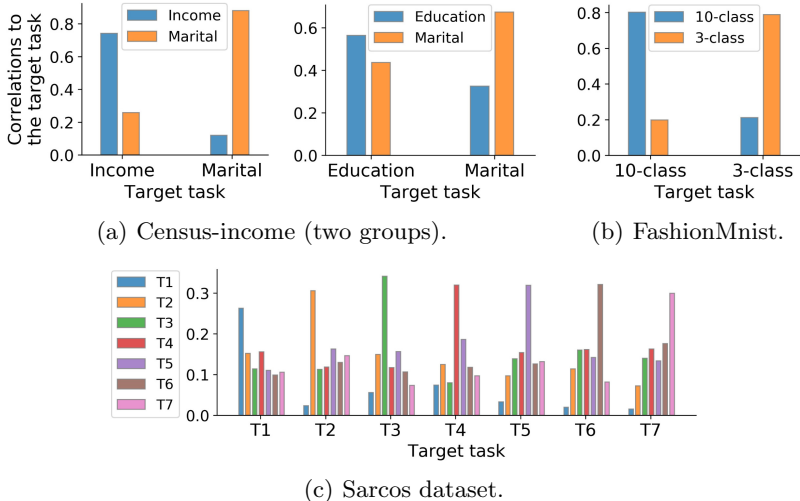 Correlations to
the target task
0.8
0.6
0.4
0.2
0.0
Income
Marital
Income
Marital
Target task
0.6
0.4
0.2
0.0
Education
Marital
Education
Marital
Target task
(a) Census-income (two groups).
0.8
0.6
0.4
0.2
0.0
10-class
3-class
10-class
3-class
Target task
(b) FashionMnist.
T1
T2
T3
T4
T5
T6
T7
0.3
0.2
0.1
0.0
T1
T2
T3
T4
T5
T6
T7
Target task
(c) Sarcos dataset.